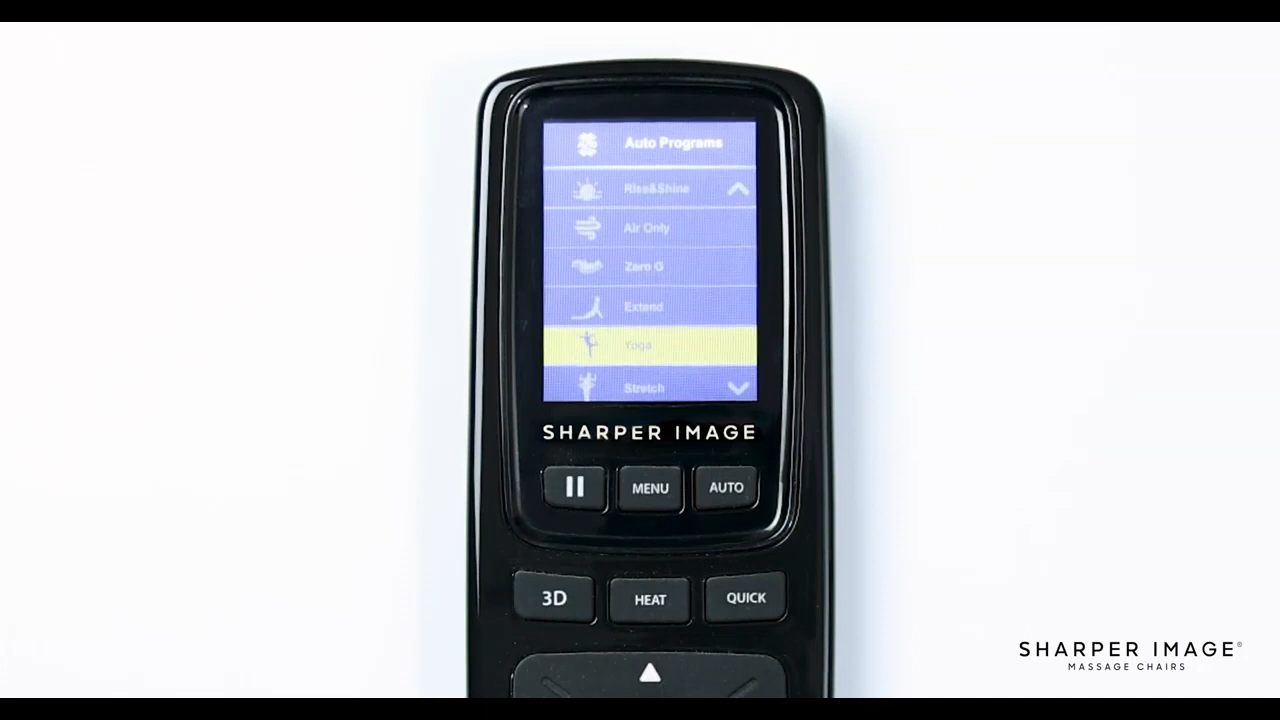 Auto Programs
Rise&Shine
Air Only
Zero G
Extend
Yoga
Stretch
SHARPER IMAGE
MENU
AUTO
3D
HEAT
QUICK
SHARPER IMAGE®
MASSAGE CHAIRS